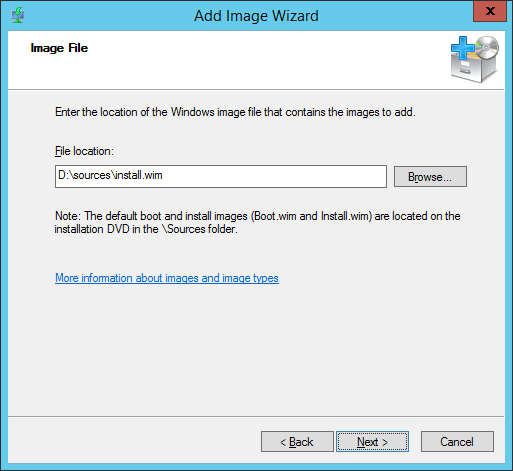 Add Image Wizard
x
Image File
Enter the location of the Windows image file that contains the images to add.
File location:
D:\sources\install.wim
Browse...
Note: The default boot and install images (Boot.wim and Install.wim) are located on the
installation DVD in the \Sources folder.
More information about images and image types
< Back
Next >
Cancel